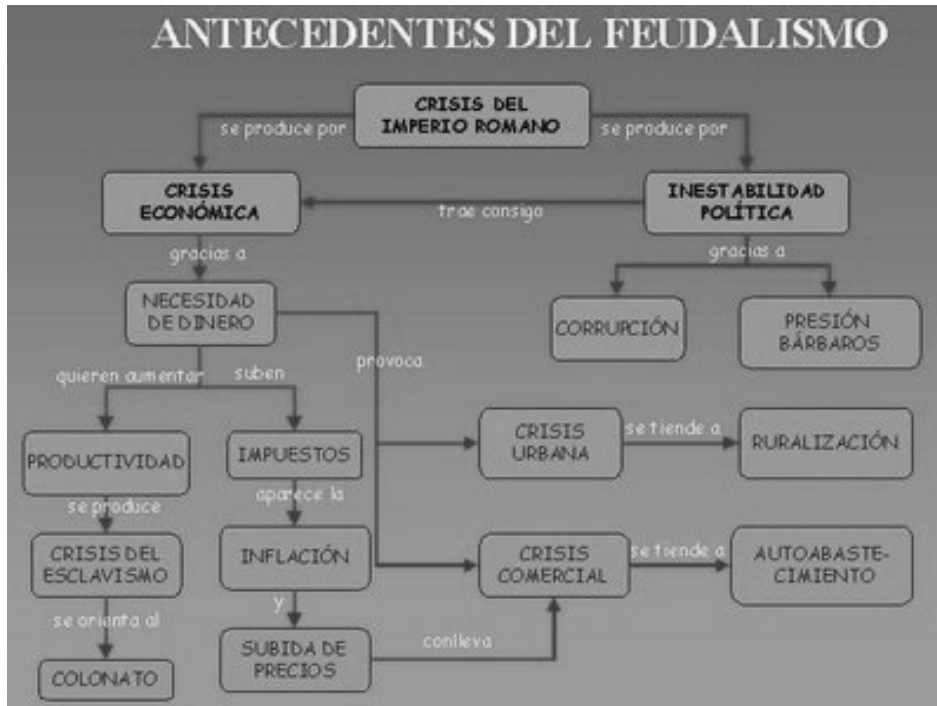 ANTECEDENTES DEL FEUDALISMO
CRISIS DEL
IMPERIO ROMANO
se produce por
se produce por
CRISIS
ECONÓMICA
trae consigo
INESTABILIDAD
POLÍTICA
gracias a
gracias a
NECESIDAD
DE DINERO
CORRUPCIÓN
PRESIÓN
BÁRBAROS
provoca
quieren aumentar
suben
PRODUCTIVIDAD
IMPUESTOS
CRISIS
URBANA
se tiende a
RURALIZACIÓN
se produce
aparece la
CRISIS DEL
ESCLAVISMO
INFLACIÓN
CRISIS
COMERCIAL
se tiende a
AUTOABASTE-
CIMIENTO
se orienta al
y
COLONATO
SUBIDA DE
PRECIOS
conlleva